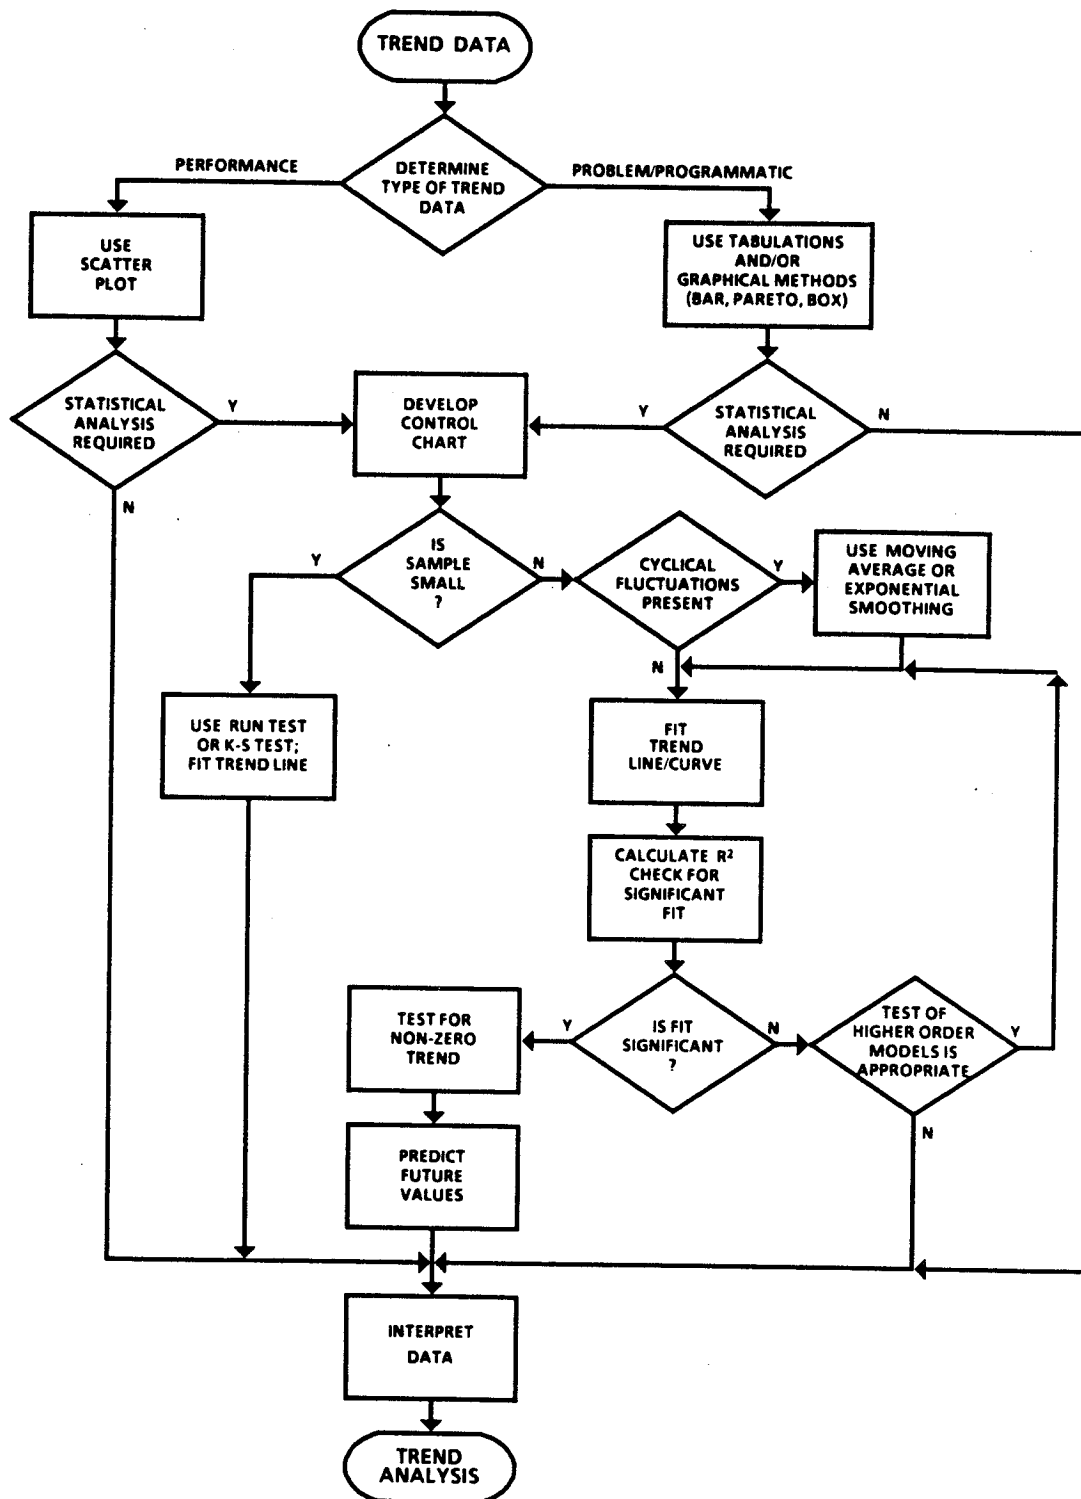 TREND DATA
DETERMINE
TYPE OF TREND
DATA
PERFORMANCE
PROBLEM/PROGRAMMATIC
USE
SCATTER
PLOT
USE TABULATIONS
AND/OR
GRAPHICAL METHODS
(BAR, PARETO, BOX)
STATISTICAL
ANALYSIS
REQUIRED
Y
N
DEVELOP
CONTROL
CHART
STATISTICAL
ANALYSIS
REQUIRED
Y
N
IS
SAMPLE
SMALL
?
Y
N
CYCLICAL
FLUCTUATIONS
PRESENT
Y
N
USE MOVING
AVERAGE OR
EXPONENTIAL
SMOOTHING
USE RUN TEST
OR K-S TEST;
FIT TREND LINE
FIT
TREND
LINE/CURVE
CALCULATE R²
CHECK FOR
SIGNIFICANT
FIT
IS FIT
SIGNIFICANT
?
Y
N
TEST OF
HIGHER ORDER
MODELS IS
APPROPRIATE
Y
N
TEST FOR
NON-ZERO
TREND
PREDICT
FUTURE
VALUES
INTERPRET
DATA
TREND
ANALYSIS